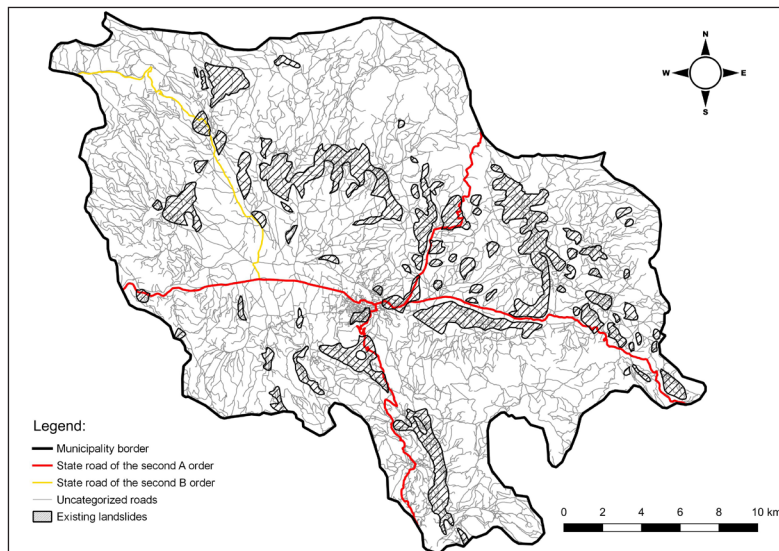 N
W E
S
Legend:
Municipality border
State road of the second A order
State road of the second B order
Uncategorized roads
Existing landslides
0 2 4 6 8 10 km